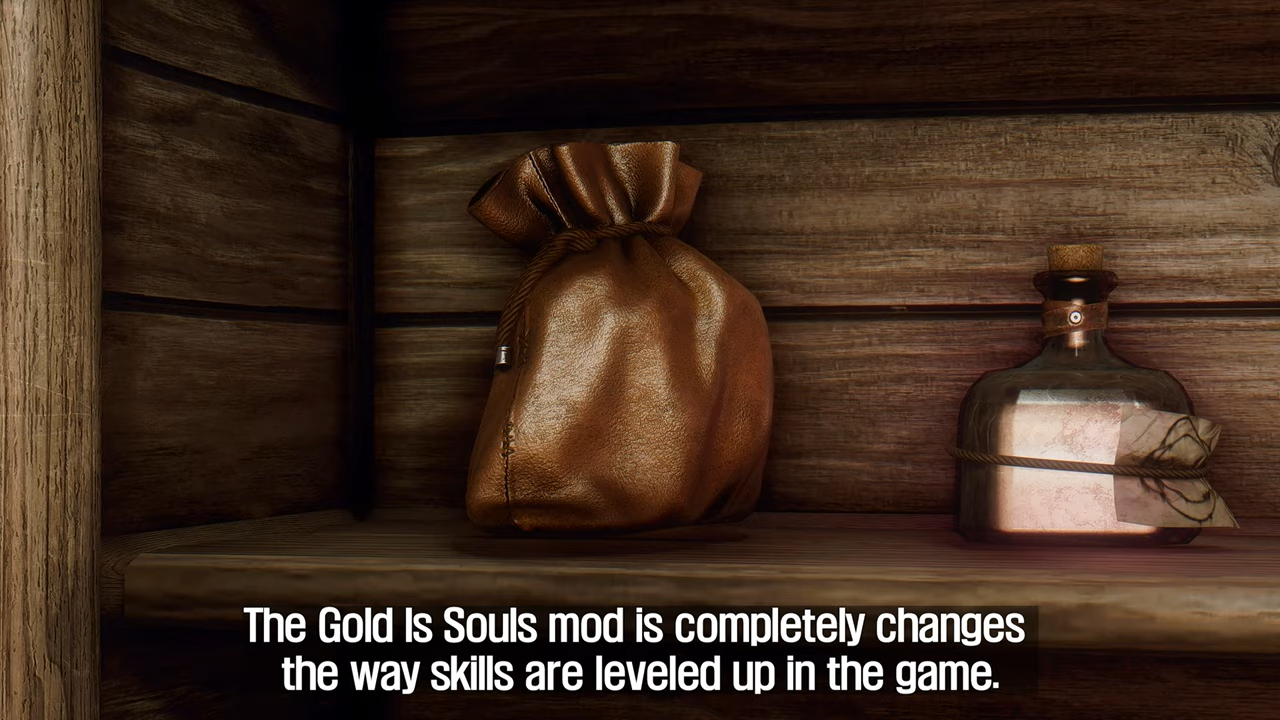 The Gold Is Souls mod is completely changes
the way skills are leveled up in the game.